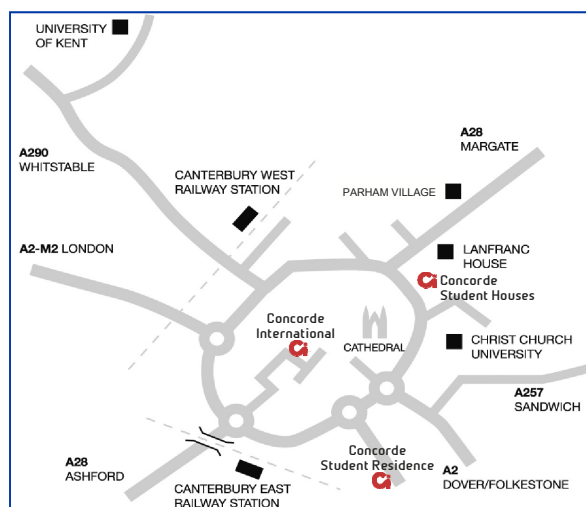 UNIVERSITY
OF KENT
A28
MARGATE
A290
WHITSTABLE
CANTERBURY WEST
RAILWAY STATION
PARHAM VILLAGE
A2-M2 LONDON
LANFRANC
HOUSE
Concorde
Student Houses
Concorde
International
CATHEDRAL
CHRIST CHURCH
UNIVERSITY
A257
SANDWICH
Concorde
Student Residence
A28
ASHFORD
CANTERBURY EAST
RAILWAY STATION
A2
DOVER/FOLKESTONE